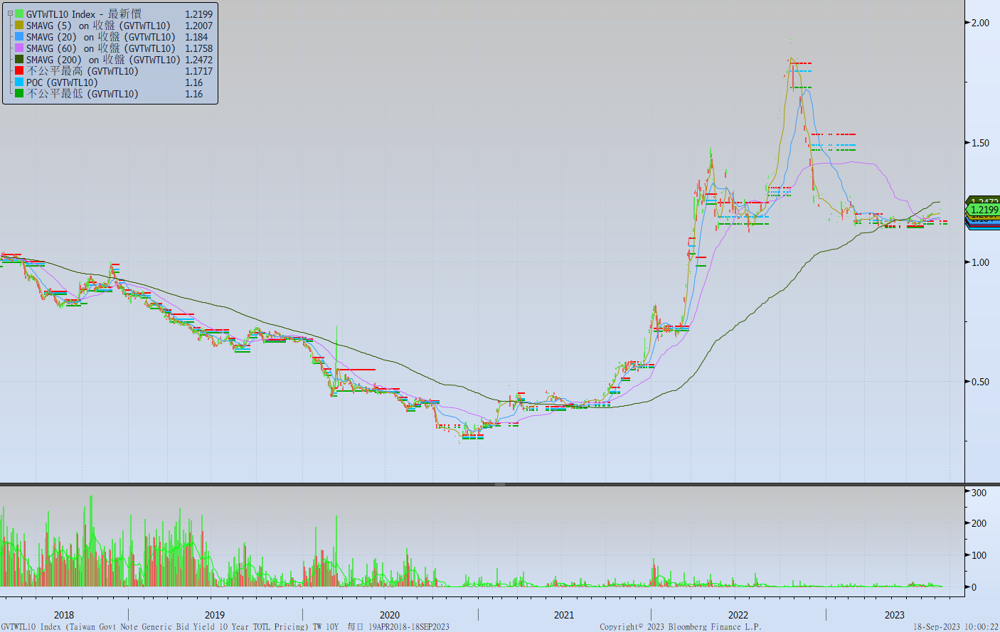 GVTWTL10 Index - 最新價 1.2199
SMAVG (5) on 收盤 (GVTWTL10) 1.2007
SMAVG (20) on 收盤 (GVTWTL10) 1.184
SMAVG (60) on 收盤 (GVTWTL10) 1.1758
SMAVG (200) on 收盤 (GVTWTL10) 1.2472
不公平最高 (GVTWTL10) 1.1717
POC (GVTWTL10) 1.16
不公平最低 (GVTWTL10) 1.16
2.00
1.50
1.2472
1.2199
1.00
0.50
300
200
100
0
2018 2019 2020 2021 2022 2023
GVTWTL10 Index (Taiwan Govt Note Generic Bid Yield 10 Year TOTL Pricing) TW 10Y 每日 19APR2018-18SEP2023 Copyright© 2023 Bloomberg Finance L.P. 18-Sep-2023 10:00:22